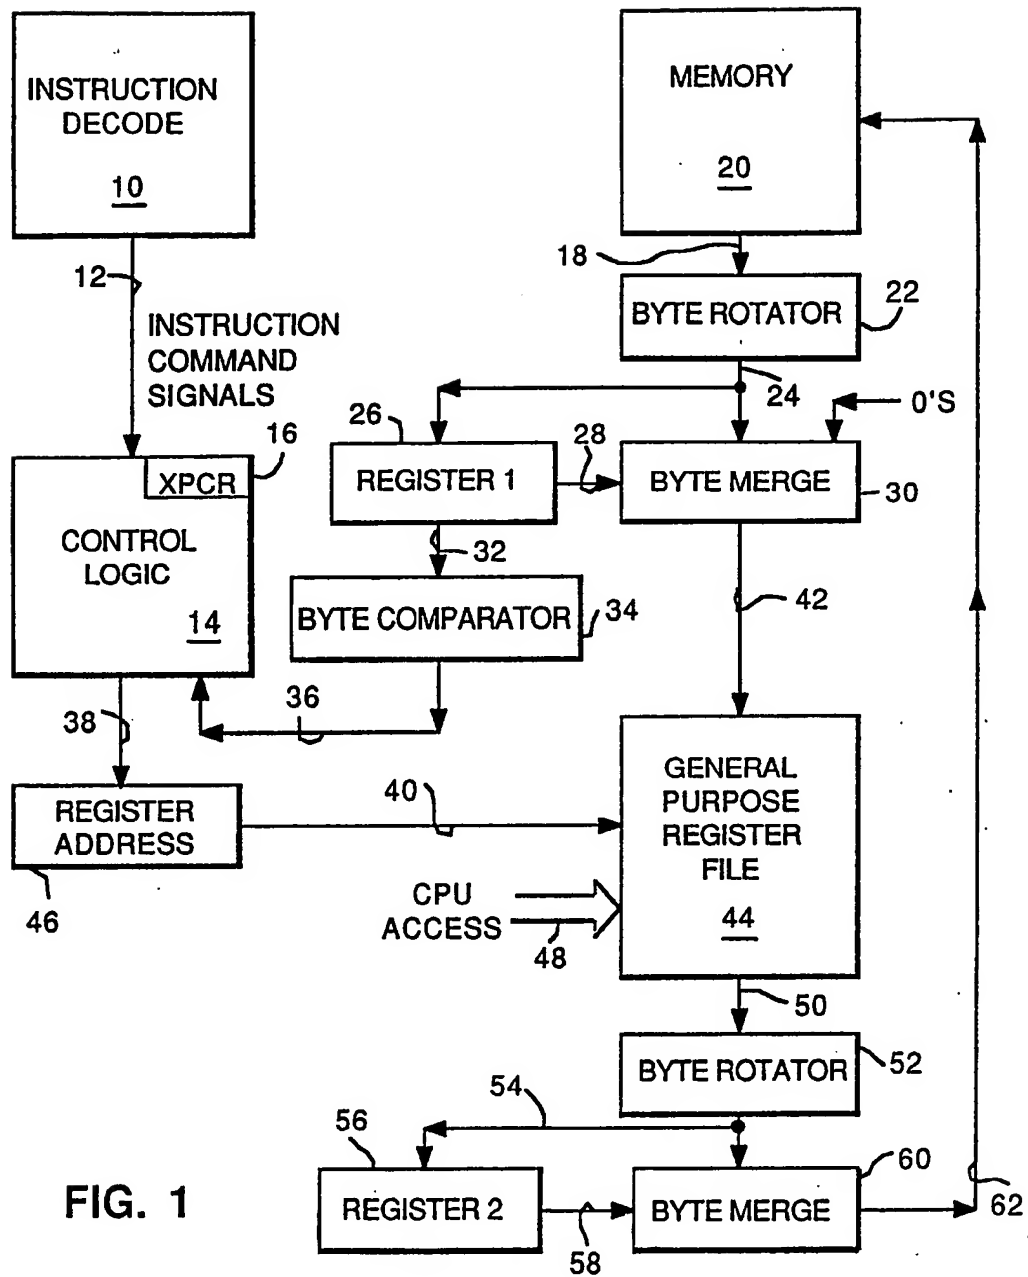 INSTRUCTION
DECODE
10
MEMORY
20
12
18
BYTE ROTATOR
22
INSTRUCTION
COMMAND
SIGNALS
24
0'S
26
28
16
XPCR
REGISTER 1
BYTE MERGE
30
CONTROL
LOGIC
14
32
BYTE COMPARATOR
34
42
36
38
GENERAL
PURPOSE
REGISTER
FILE
44
40
REGISTER
ADDRESS
46
CPU
ACCESS
48
50
BYTE ROTATOR
52
54
56
60
FIG. 1
REGISTER 2
BYTE MERGE
58
62